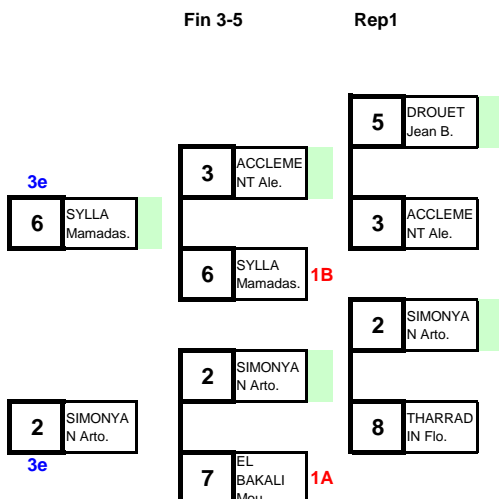 Fin 3-5
Rep1
5
DROUET
Jean B.
3
ACCLEME
NT Ale.
3e
6
SYLLA
Mamadas.
3
ACCLEME
NT Ale.
6
SYLLA
Mamadas.
1B
2
SIMONYA
N Arto.
2
SIMONYA
N Arto.
2
SIMONYA
N Arto.
8
THARRAD
IN Flo.
3e
7
EL
BAKALI
Mou.
1A